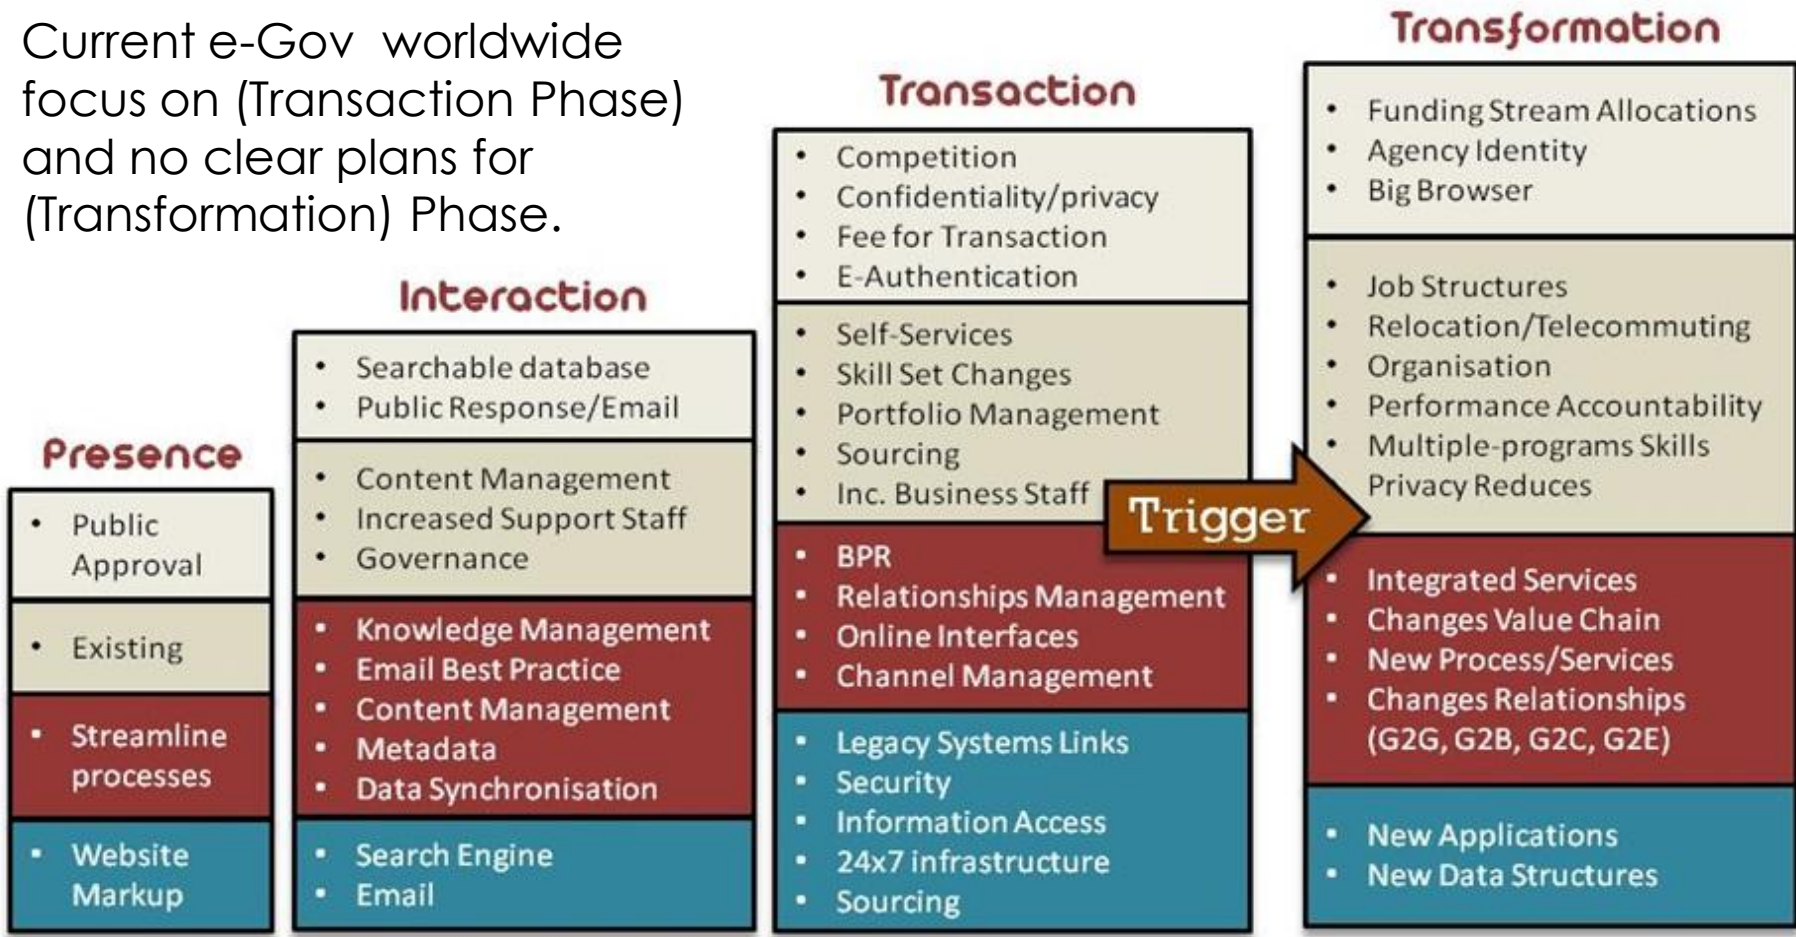 Current e-Gov worldwide
focus on (Transaction Phase)
and no clear plans for
(Transformation) Phase.
Presence
• Public
Approval
• Existing
▪ Streamline
processes
▪ Website
Markup
Interaction
• Searchable database
• Public Response/Email
• Content Management
• Increased Support Staff
• Governance
▪ Knowledge Management
▪ Email Best Practice
▪ Content Management
▪ Metadata
▪ Data Synchronisation
▪ Search Engine
▪ Email
Transaction
• Competition
• Confidentiality/privacy
• Fee for Transaction
• E-Authentication
• Self-Services
• Skill Set Changes
• Portfolio Management
• Sourcing
• Inc. Business Staff
▪ BPR
▪ Relationships Management
▪ Online Interfaces
▪ Channel Management
▪ Legacy Systems Links
▪ Security
▪ Information Access
▪ 24x7 infrastructure
▪ Sourcing
Trigger
Transformation
• Funding Stream Allocations
• Agency Identity
• Big Browser
• Job Structures
• Relocation/Telecommuting
• Organisation
• Performance Accountability
• Multiple-programs Skills
Privacy Reduces
▪ Integrated Services
▪ Changes Value Chain
▪ New Process/Services
▪ Changes Relationships
(G2G, G2B, G2C, G2E)
▪ New Applications
▪ New Data Structures